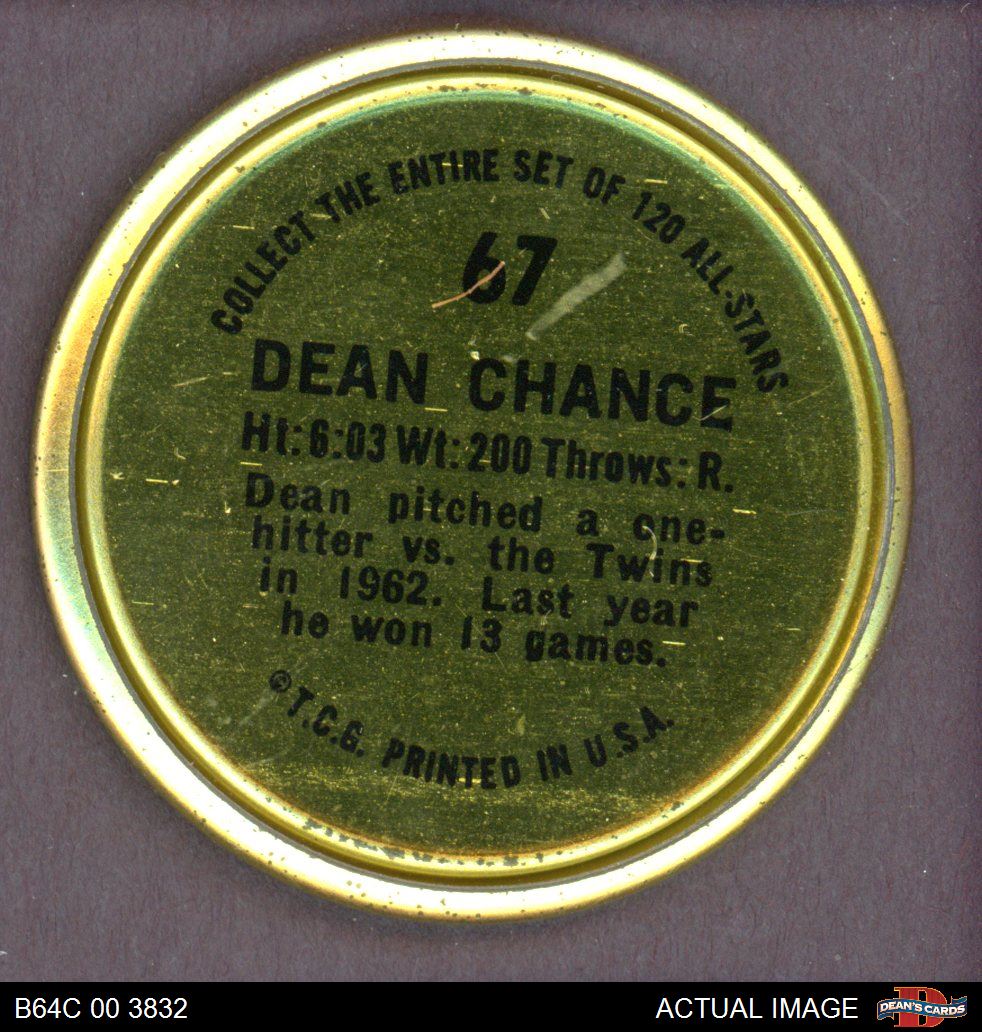 COLLECT THE ENTIRE SET OF 120 ALL-STARS
67
DEAN CHANCE
Ht: 6:03 Wt: 200 Throws: R.
Dean pitched a one-
hitter vs. the Twins
in 1962. Last year
he won 13 games.
© T.C.G. PRINTED IN U.S.A.
B64C 00 3832
ACTUAL IMAGE
DEAN'S CARDS